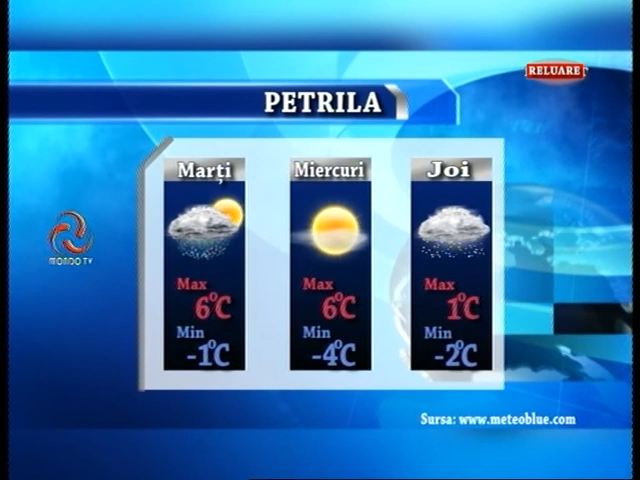 RELUARE
PETRILA
Marți
Miercuri
Joi
Max
6°C
Min
-1°C
Max
6°C
Min
-4°C
Max
1°C
Min
-2°C
MONDO TV
Sursa: www.meteoblue.com